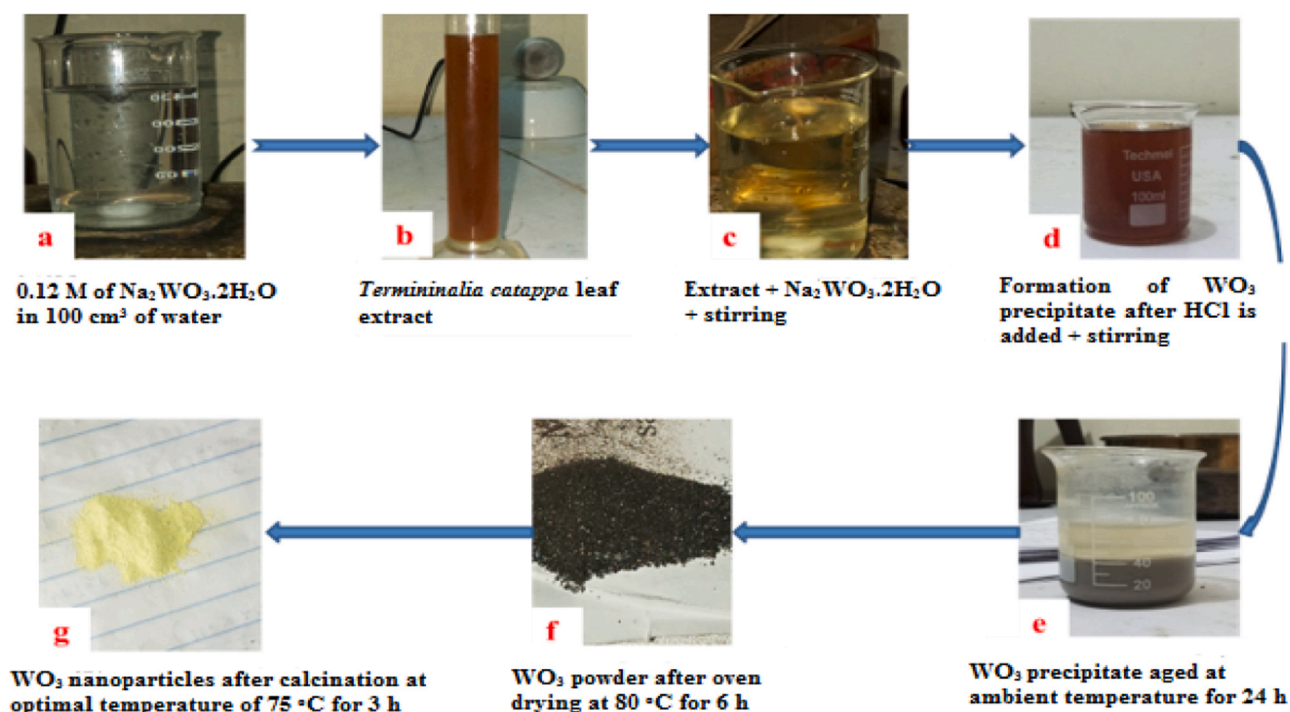 a
0.12 M of Na₂WO₃.2H₂O
in 100 cm³ of water
b
Termininalia catappa leaf
extract
c
Extract + Na₂WO₃.2H₂O
+ stirring
Techmel
USA
100ml
d
Formation of WO₃
precipitate after HCl is
added + stirring
100
40
20
e
WO₃ precipitate aged at
ambient temperature for 24 h
f
WO₃ powder after oven
drying at 80 °C for 6 h
g
WO₃ nanoparticles after calcination at
optimal temperature of 75 °C for 3 h